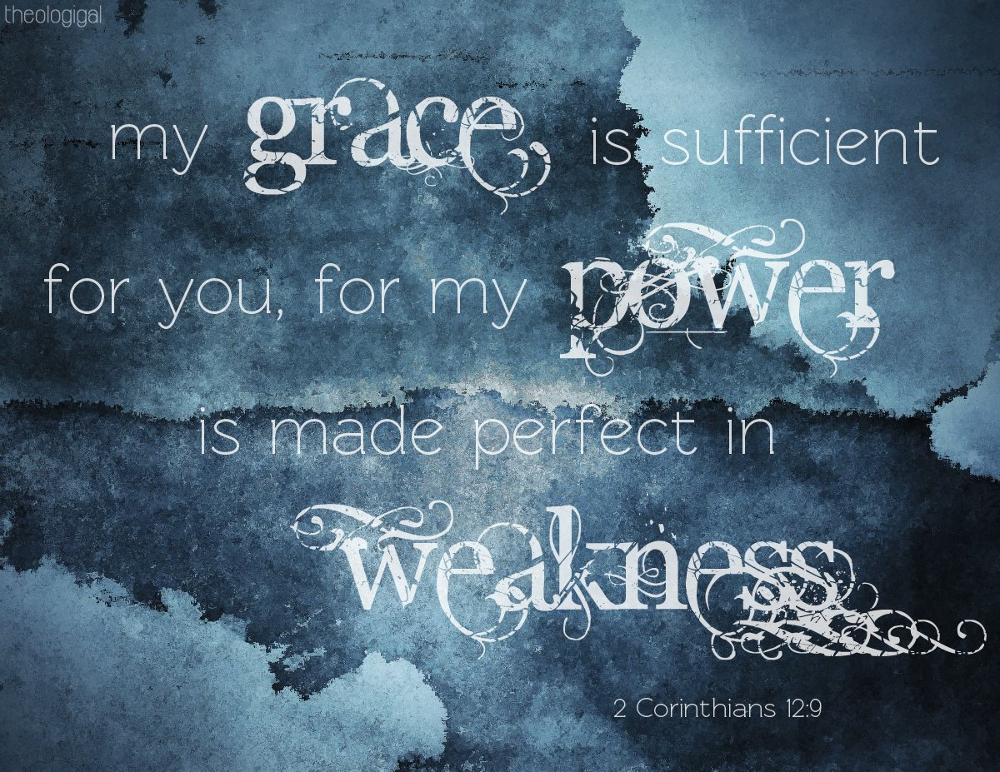 theologigal
my grace is sufficient
for you, for my power
is made perfect in
weakness
2 Corinthians 12:9